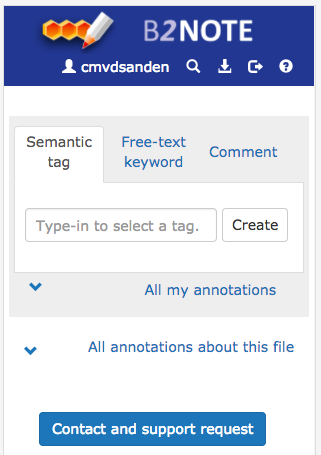 B2NOTE
cmvdsanden
Semantic tag
Free-text keyword
Comment
Type-in to select a tag.
Create
All my annotations
All annotations about this file
Contact and support request